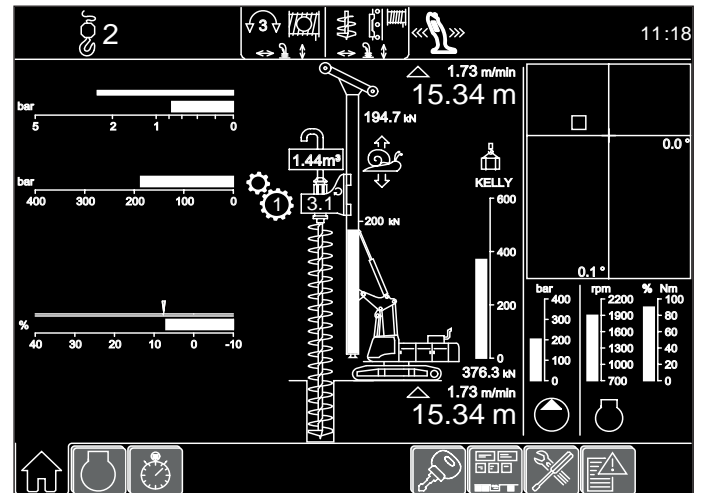 2
3
11:18
1.73 m/min
15.34 m
194.7 kN
bar
5 2 1 0
1.44m³
0.0 °
bar
400 300 200 100 0
1
3.1
KELLY
600
200 kN
400
200
0
376.3 kN
0.1 °
bar
400
300
200
100
0
rpm
2200
1900
1600
1300
1000
700
% Nm
100
80
60
40
20
0
%
40 30 20 10 0 -10
1.73 m/min
15.34 m